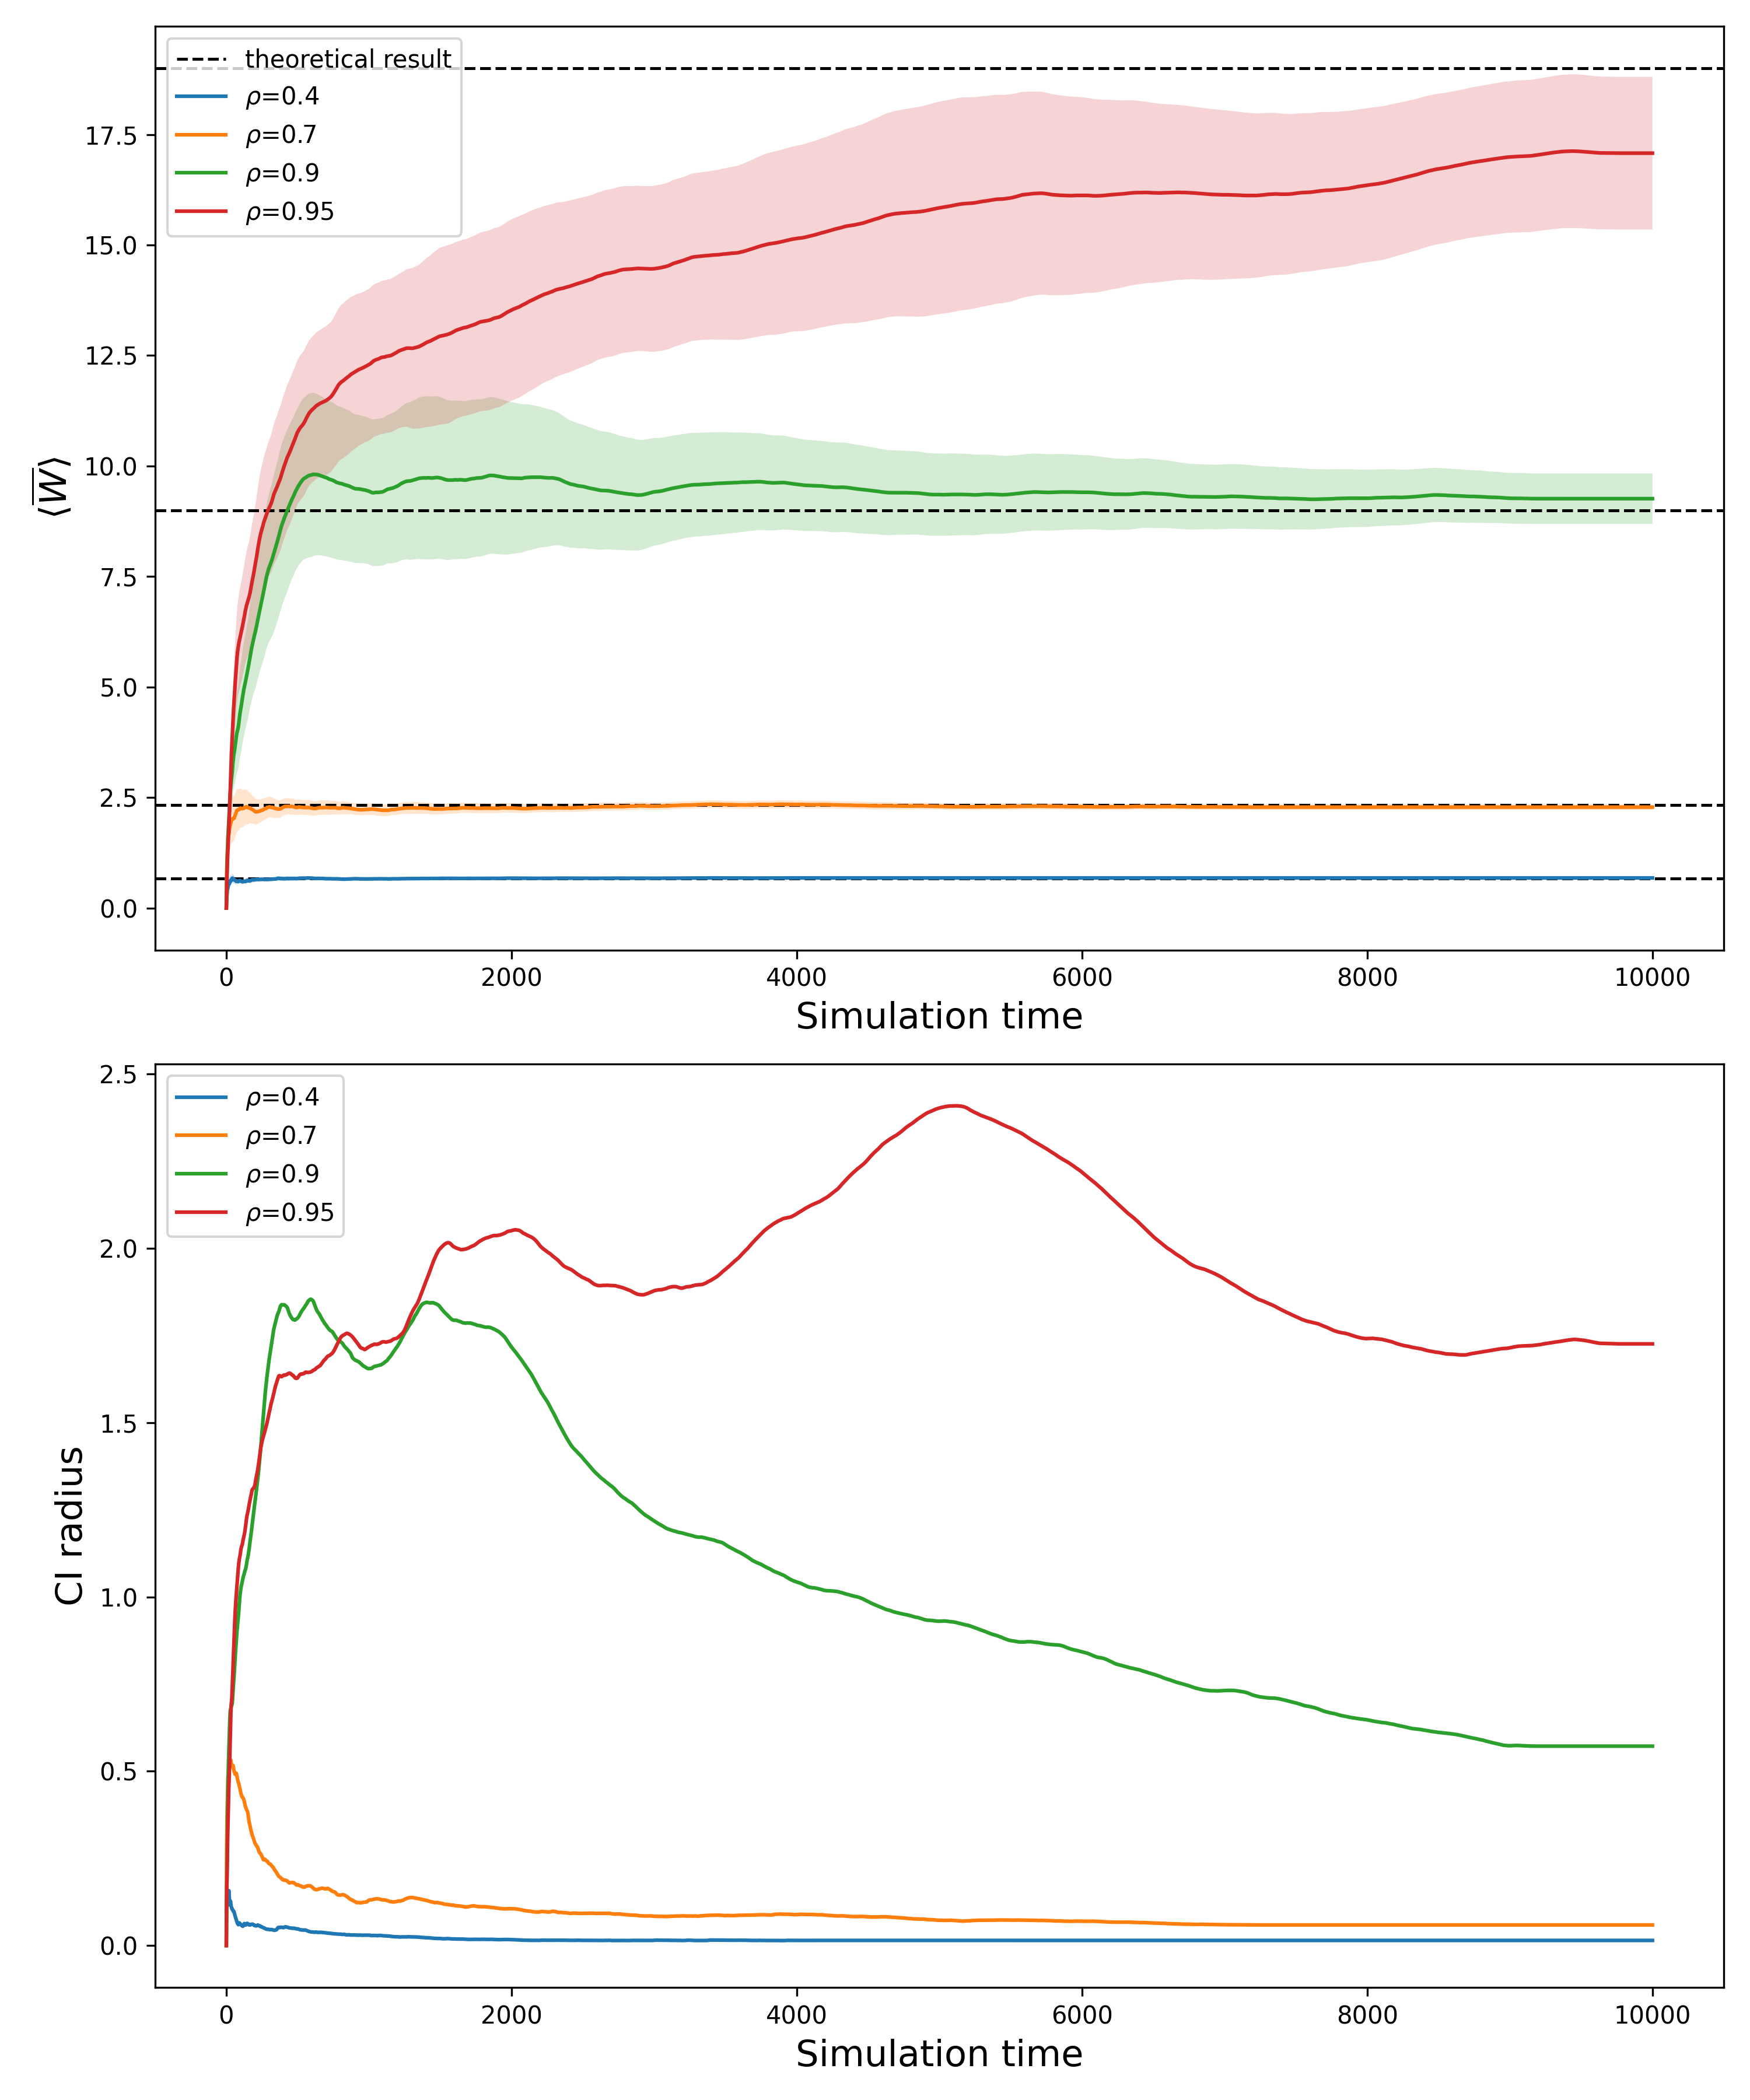 theoretical result
ρ=0.4
ρ=0.7
ρ=0.9
ρ=0.95
17.5
15.0
12.5
10.0
7.5
5.0
2.5
0.0
⟨W̅⟩
0 2000 4000 6000 8000 10000
Simulation time
ρ=0.4
ρ=0.7
ρ=0.9
ρ=0.95
2.5
2.0
1.5
1.0
0.5
0.0
CI radius
0 2000 4000 6000 8000 10000
Simulation time